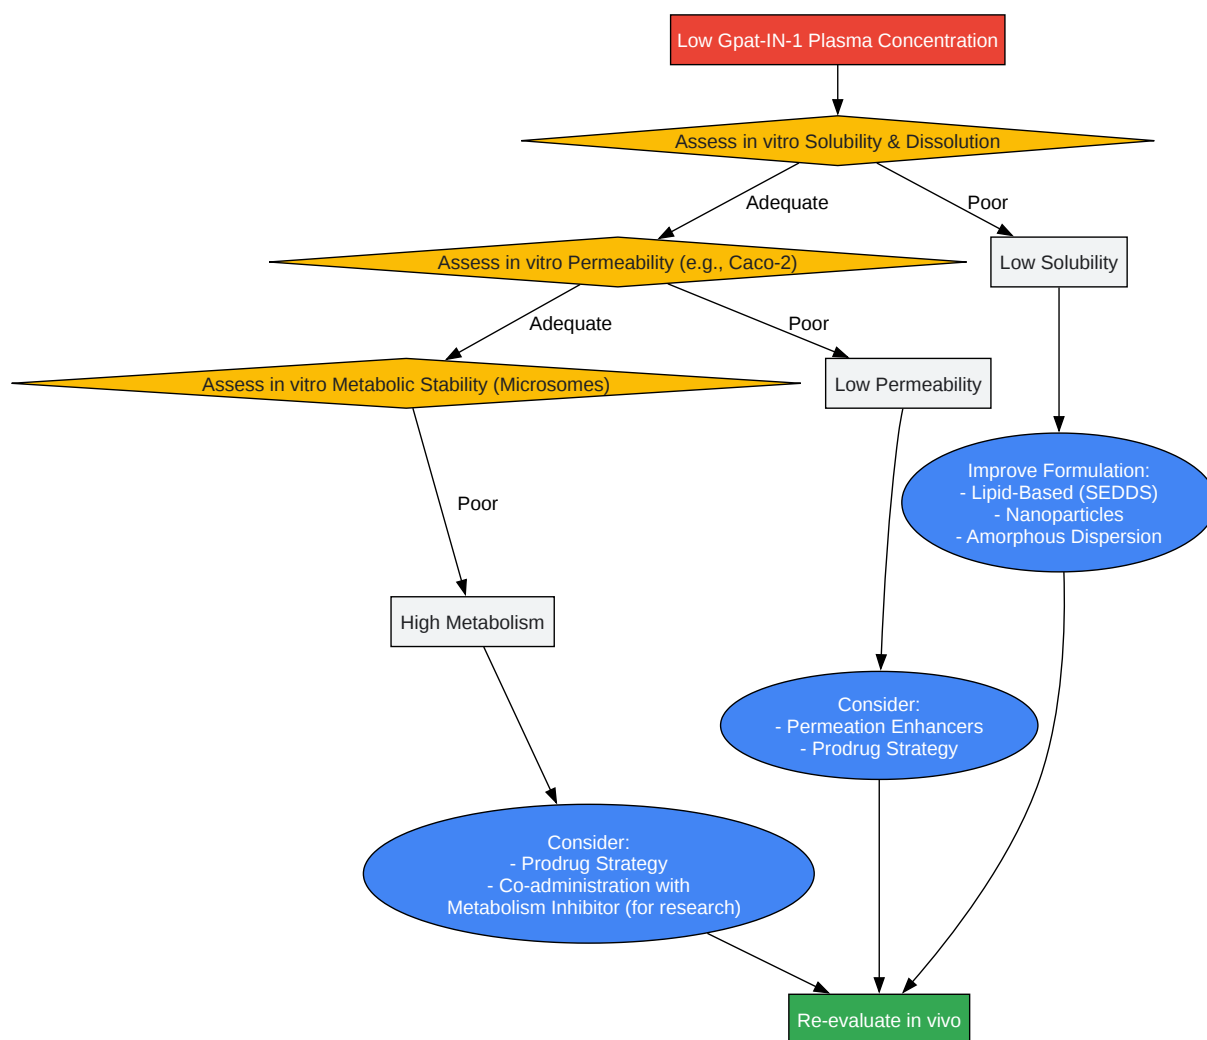 Low Gpat-IN-1 Plasma Concentration
Assess in vitro Solubility & Dissolution
Adequate
Poor
Assess in vitro Permeability (e.g., Caco-2)
Low Solubility
Adequate
Poor
Assess in vitro Metabolic Stability (Microsomes)
Low Permeability
Improve Formulation:
- Lipid-Based (SEDDS)
- Nanoparticles
- Amorphous Dispersion
Poor
High Metabolism
Consider:
- Permeation Enhancers
- Prodrug Strategy
Consider:
- Prodrug Strategy
- Co-administration with
Metabolism Inhibitor (for research)
Re-evaluate in vivo